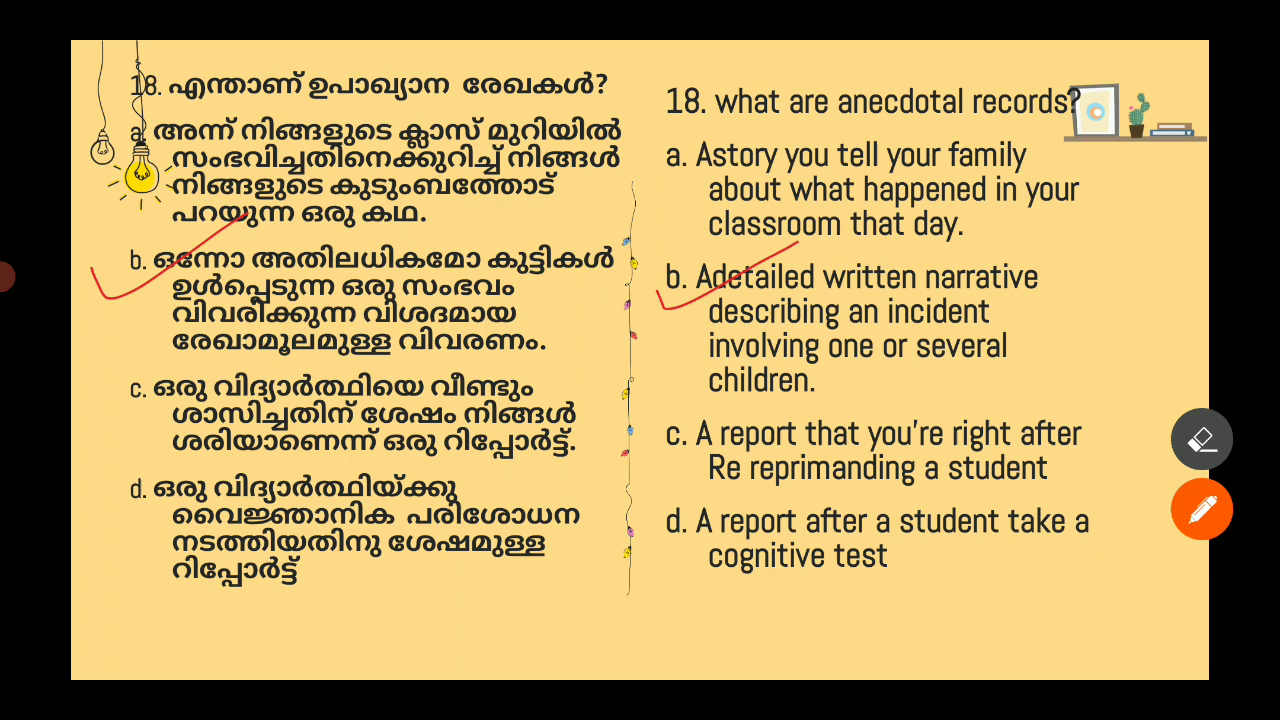 18. എന്താണ് ഉപാഖ്യാന രേഖകൾ?
a. അന്ന് നിങ്ങളുടെ ക്ലാസ് മുറിയിൽ
സംഭവിച്ചതിനെക്കുറിച്ച് നിങ്ങൾ
നിങ്ങളുടെ കുടുംബത്തോട്
പറയുന്ന ഒരു കഥ.
b. ഒന്നോ അതിലധികമോ കുട്ടികൾ
ഉൾപ്പെടുന്ന ഒരു സംഭവം
വിവരിക്കുന്ന വിശദമായ
രേഖാമൂലമുള്ള വിവരണം.
c. ഒരു വിദ്യാർത്ഥിയെ വീണ്ടും
ശാസിച്ചതിന് ശേഷം നിങ്ങൾ
ശരിയാണെന്ന് ഒരു റിപ്പോർട്ട്.
d. ഒരു വിദ്യാർത്ഥിയ്ക്കു
വൈജ്ഞാനിക പരിശോധന
നടത്തിയതിനു ശേഷമുള്ള
റിപ്പോർട്ട്
18. what are anecdotal records?
a. Astory you tell your family
about what happened in your
classroom that day.
b. Adetailed written narrative
describing an incident
involving one or several
children.
c. A report that you're right after
Re reprimanding a student
d. A report after a student take a
cognitive test